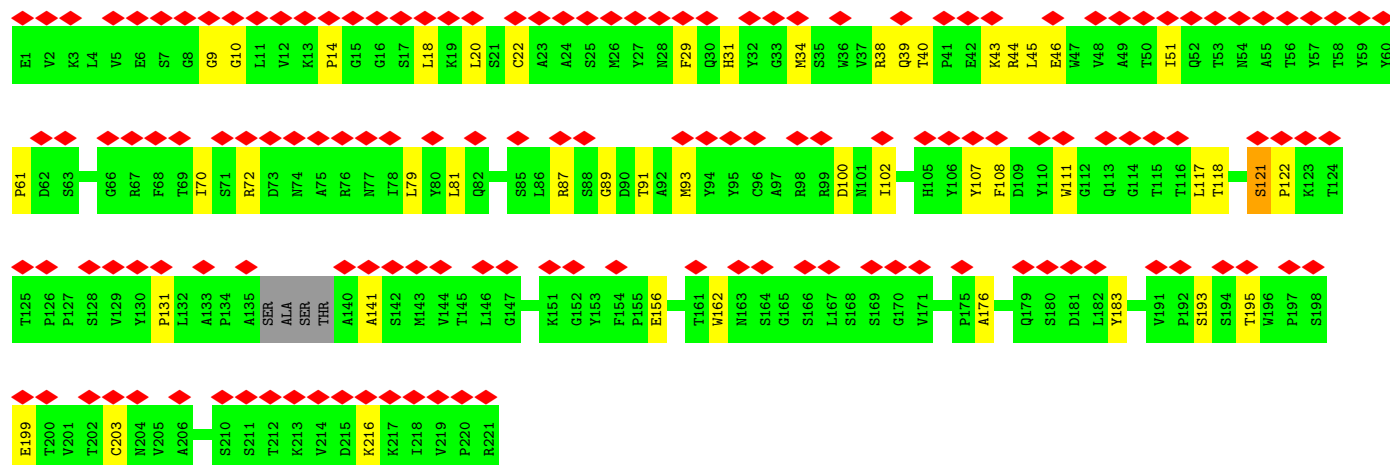 E1 V2 K3 L4 V5 E6 S7 G8 G9 G10 L11 V12 K13 P14 G15 G16 S17 L18 K19 L20 S21 C22 A23 A24 S25 M26 T27 N28 F29 Q30 H31 Y32 G33 M34 S35 W36 V37 R38 Q39 T40 P41 E42 K43 R44 L45 E46 W47 V48 A49 T50 I51 Q52 T53 N54 A55 T56 Y57 T58 Y59 Y60
P61 D62 S63 G66 R67 F68 T69 I70 S71 R72 D73 N74 A75 R76 N77 I78 L79 Y80 L81 Q82 S85 L86 R87 S88 G89 D90 T91 A92 M93 Y94 Y95 C96 A97 R98 R99 D100 N101 I102 H105 Y106 Y107 F108 D109 Y110 W111 G112 Q113 G114 T115 T116 L117 T118 S121 P122 K123 T124
T125 P126 P127 S128 V129 Y130 P131 L132 A133 P134 A135 SER ALA SER THR A140 A141 S142 M143 V144 T145 L146 G147 K151 G152 Y153 F154 P155 E156 T161 W162 N163 S164 G165 S166 L167 S168 S169 G170 V171 P175 A176 Q179 S180 D181 L182 Y183 V191 P192 S193 S194 T195 W196 P197 S198
E199 T200 V201 T202 C203 N204 V205 A206 S210 S211 T212 K213 V214 D215 K216 K217 I218 V219 P220 R221